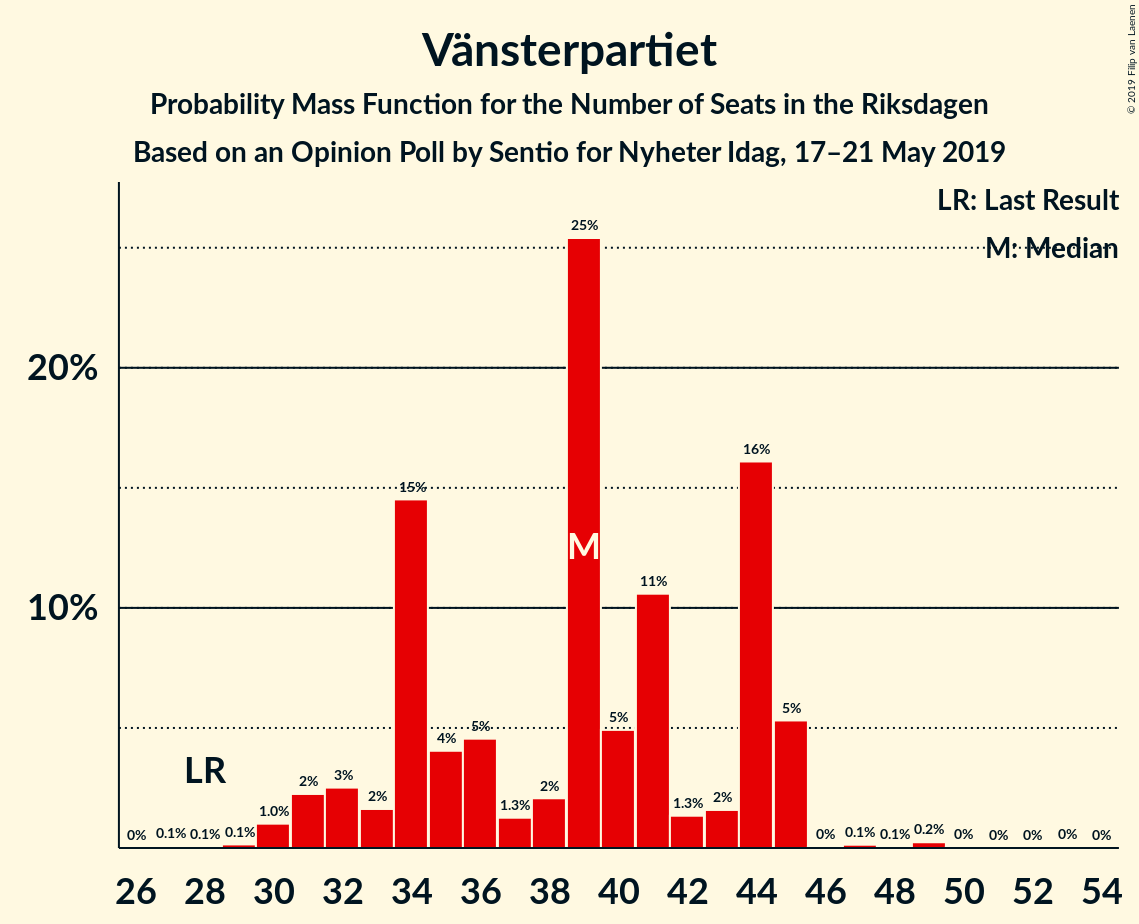 Vänsterpartiet
Probability Mass Function for the Number of Seats in the Riksdagen
Based on an Opinion Poll by Sentio for Nyheter Idag, 17–21 May 2019
© 2019 Filip van Laenen
LR: Last Result
M: Median
25%
20%
16%
15%
M
11%
10%
5%
5%
5%
4%
LR
3%
2%
2%
2%
2%
1.0%
1.3%
1.3%
0% 0.1% 0.1% 0.1% 0% 0.1% 0.1% 0.2% 0% 0% 0% 0% 0%
26 28 30 32 34 36 38 40 42 44 46 48 50 52 54